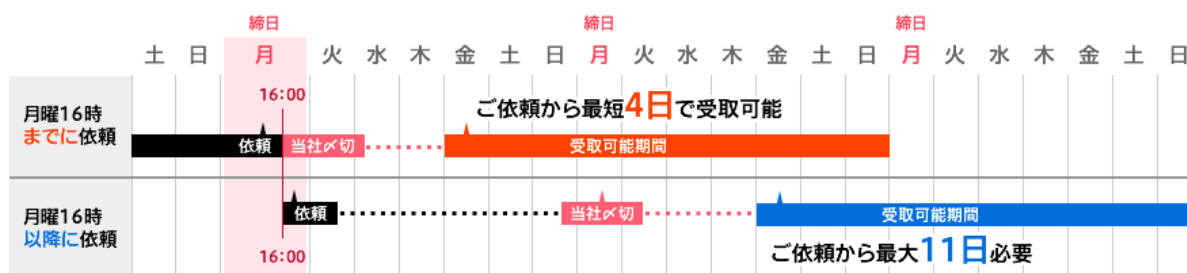 締日 締日 締日
土 日 月 火 水 木 金 土 日 月 火 水 木 金 土 日 月 火 水 木 金 土 日
16:00
月曜16時
までに依頼
ご依頼から最短4日で受取可能
依頼 当社〆切 受取可能期間
月曜16時
以降に依頼
依頼 当社〆切 受取可能期間
16:00
ご依頼から最大11日必要